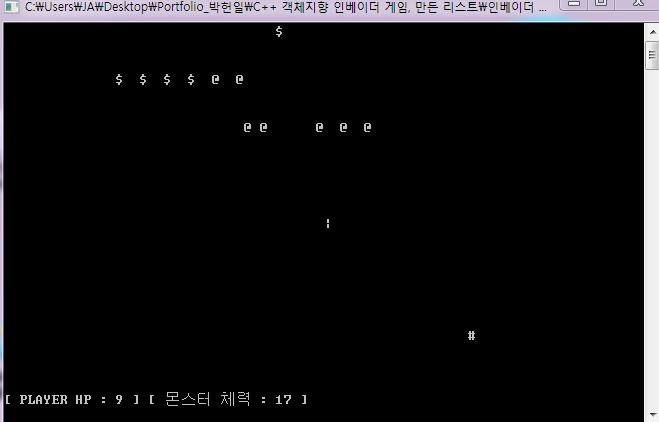 C:₩Users₩JA₩Desktop₩Portfolio_박헌일₩C++ 객체지향 인베이더 게임, 만든 리스트₩인베이더 ...
$
$ $ $ $ @ @
@ @ @ @ @
¦
#
[ PLAYER HP : 9 ] [ 몬스터 체력 : 17 ]